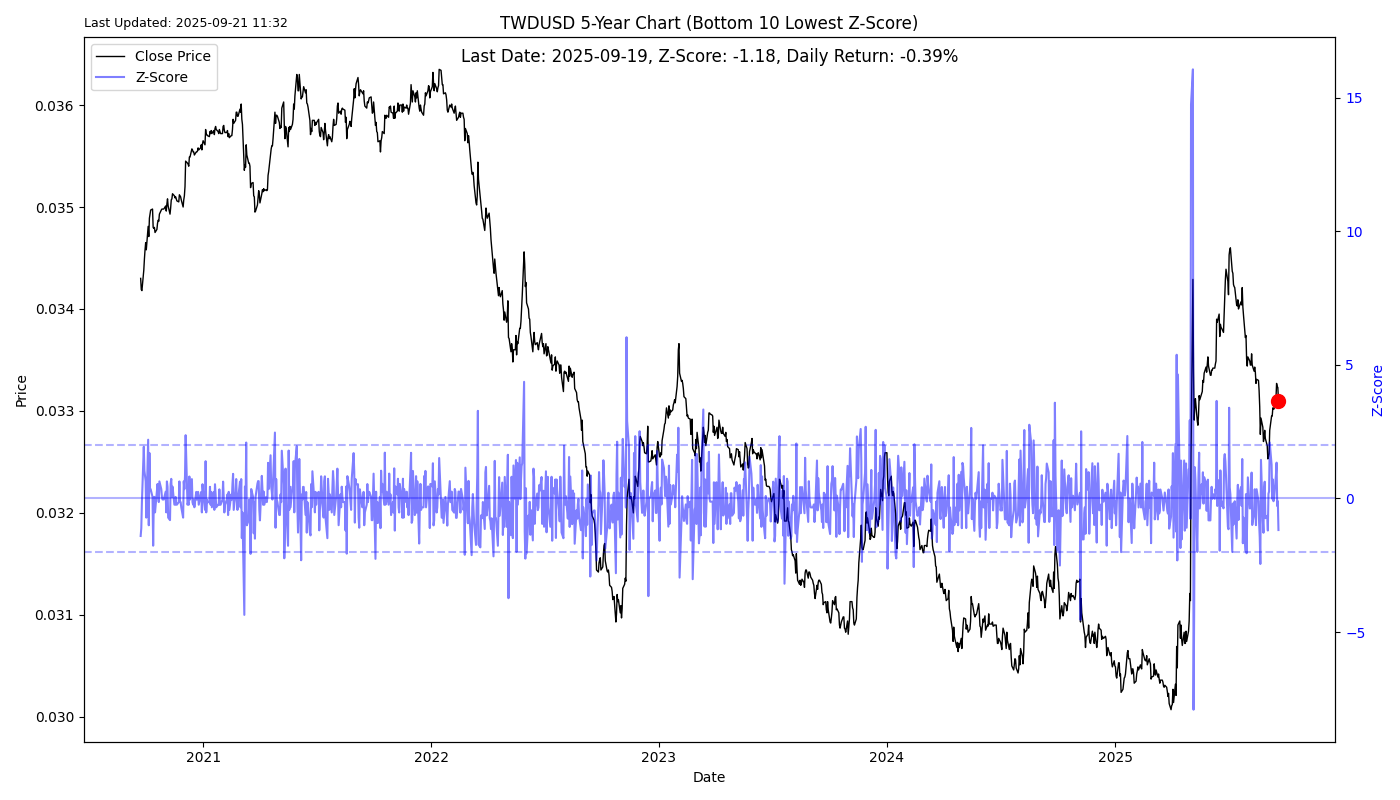 Last Updated: 2025-09-21 11:32
TWDUSD 5-Year Chart (Bottom 10 Lowest Z-Score)
Last Date: 2025-09-19, Z-Score: -1.18, Daily Return: -0.39%
Close Price
Z-Score
0.036
0.035
0.034
0.033
0.032
0.031
0.030
Price
15
10
5
0
−5
Z-Score
2021
2022
2023
2024
2025
Date